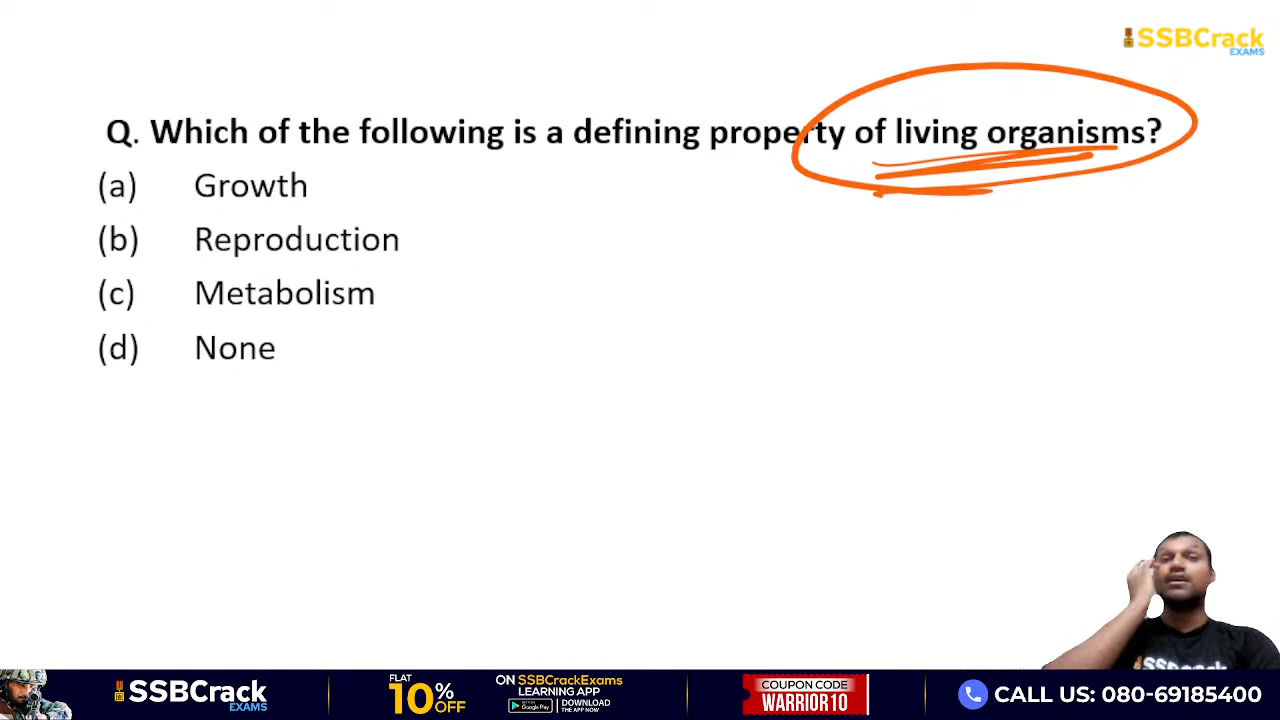 SSBCrack
EXAMS
Q. Which of the following is a defining property of living organisms?
(a) Growth
(b) Reproduction
(c) Metabolism
(d) None
SSBCrack
SSBCrack
EXAMS
FLAT
10% OFF
ON SSBCrackExams
LEARNING APP
Google Play
DOWNLOAD
THE APP NOW
COUPON CODE
WARRIOR10
CALL US: 080-69185400